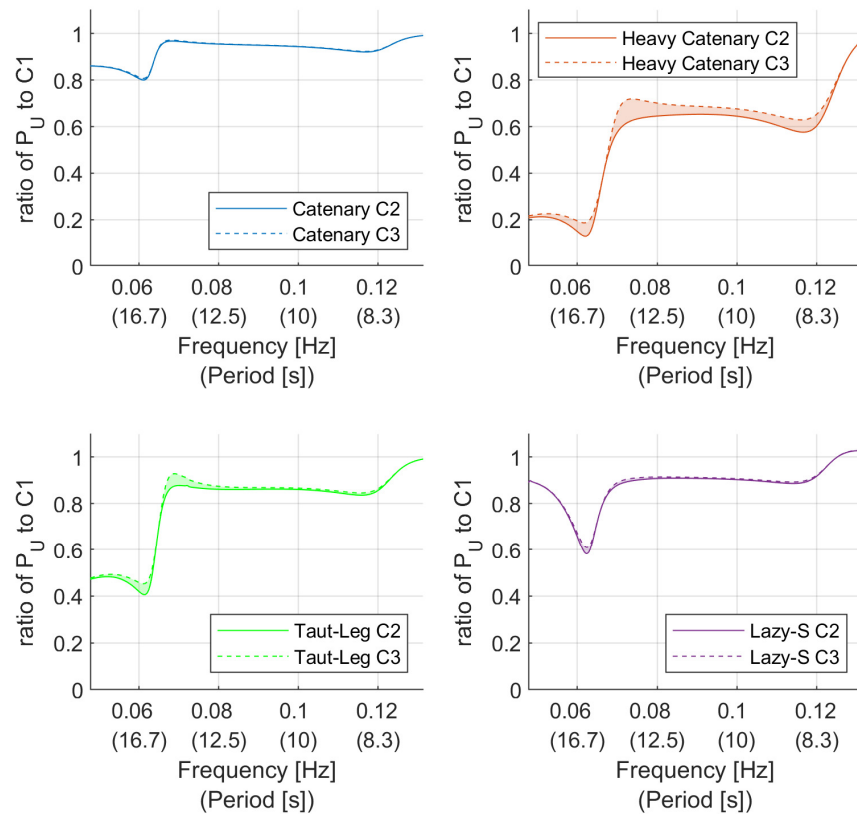 ratio of P_U to C1
1
0.8
0.6
0.4
0.2
0
Catenary C2
Catenary C3
0.06 0.08 0.1 0.12
(16.7) (12.5) (10) (8.3)
Frequency [Hz]
(Period [s])
ratio of P_U to C1
1
0.8
0.6
0.4
0.2
0
Heavy Catenary C2
Heavy Catenary C3
0.06 0.08 0.1 0.12
(16.7) (12.5) (10) (8.3)
Frequency [Hz]
(Period [s])
ratio of P_U to C1
1
0.8
0.6
0.4
0.2
0
Taut-Leg C2
Taut-Leg C3
0.06 0.08 0.1 0.12
(16.7) (12.5) (10) (8.3)
Frequency [Hz]
(Period [s])
ratio of P_U to C1
1
0.8
0.6
0.4
0.2
0
Lazy-S C2
Lazy-S C3
0.06 0.08 0.1 0.12
(16.7) (12.5) (10) (8.3)
Frequency [Hz]
(Period [s])